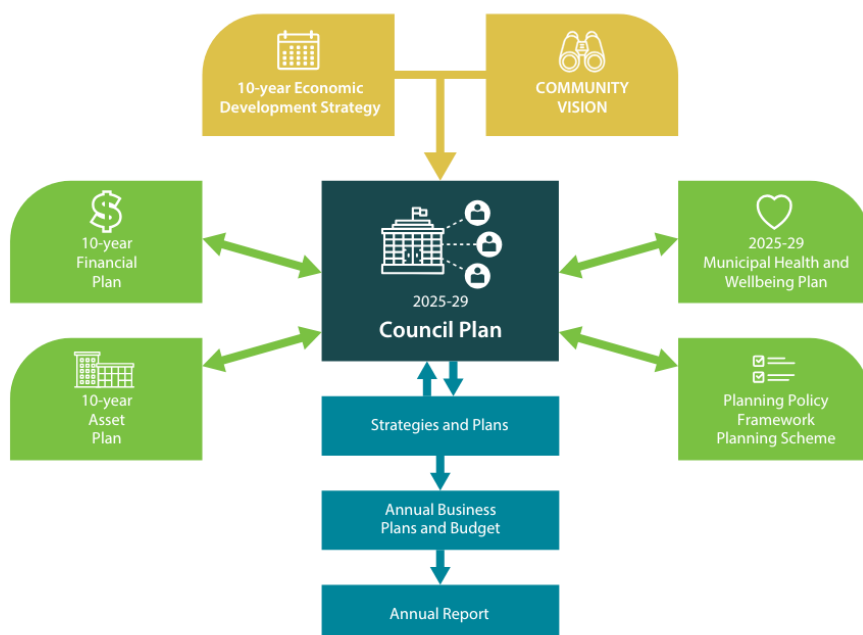 10-year Economic
Development Strategy
COMMUNITY
VISION
10-year
Financial
Plan
2025-29
Council Plan
2025-29
Municipal Health and
Wellbeing Plan
10-year
Asset
Plan
Planning Policy
Framework
Planning Scheme
Strategies and Plans
Annual Business
Plans and Budget
Annual Report